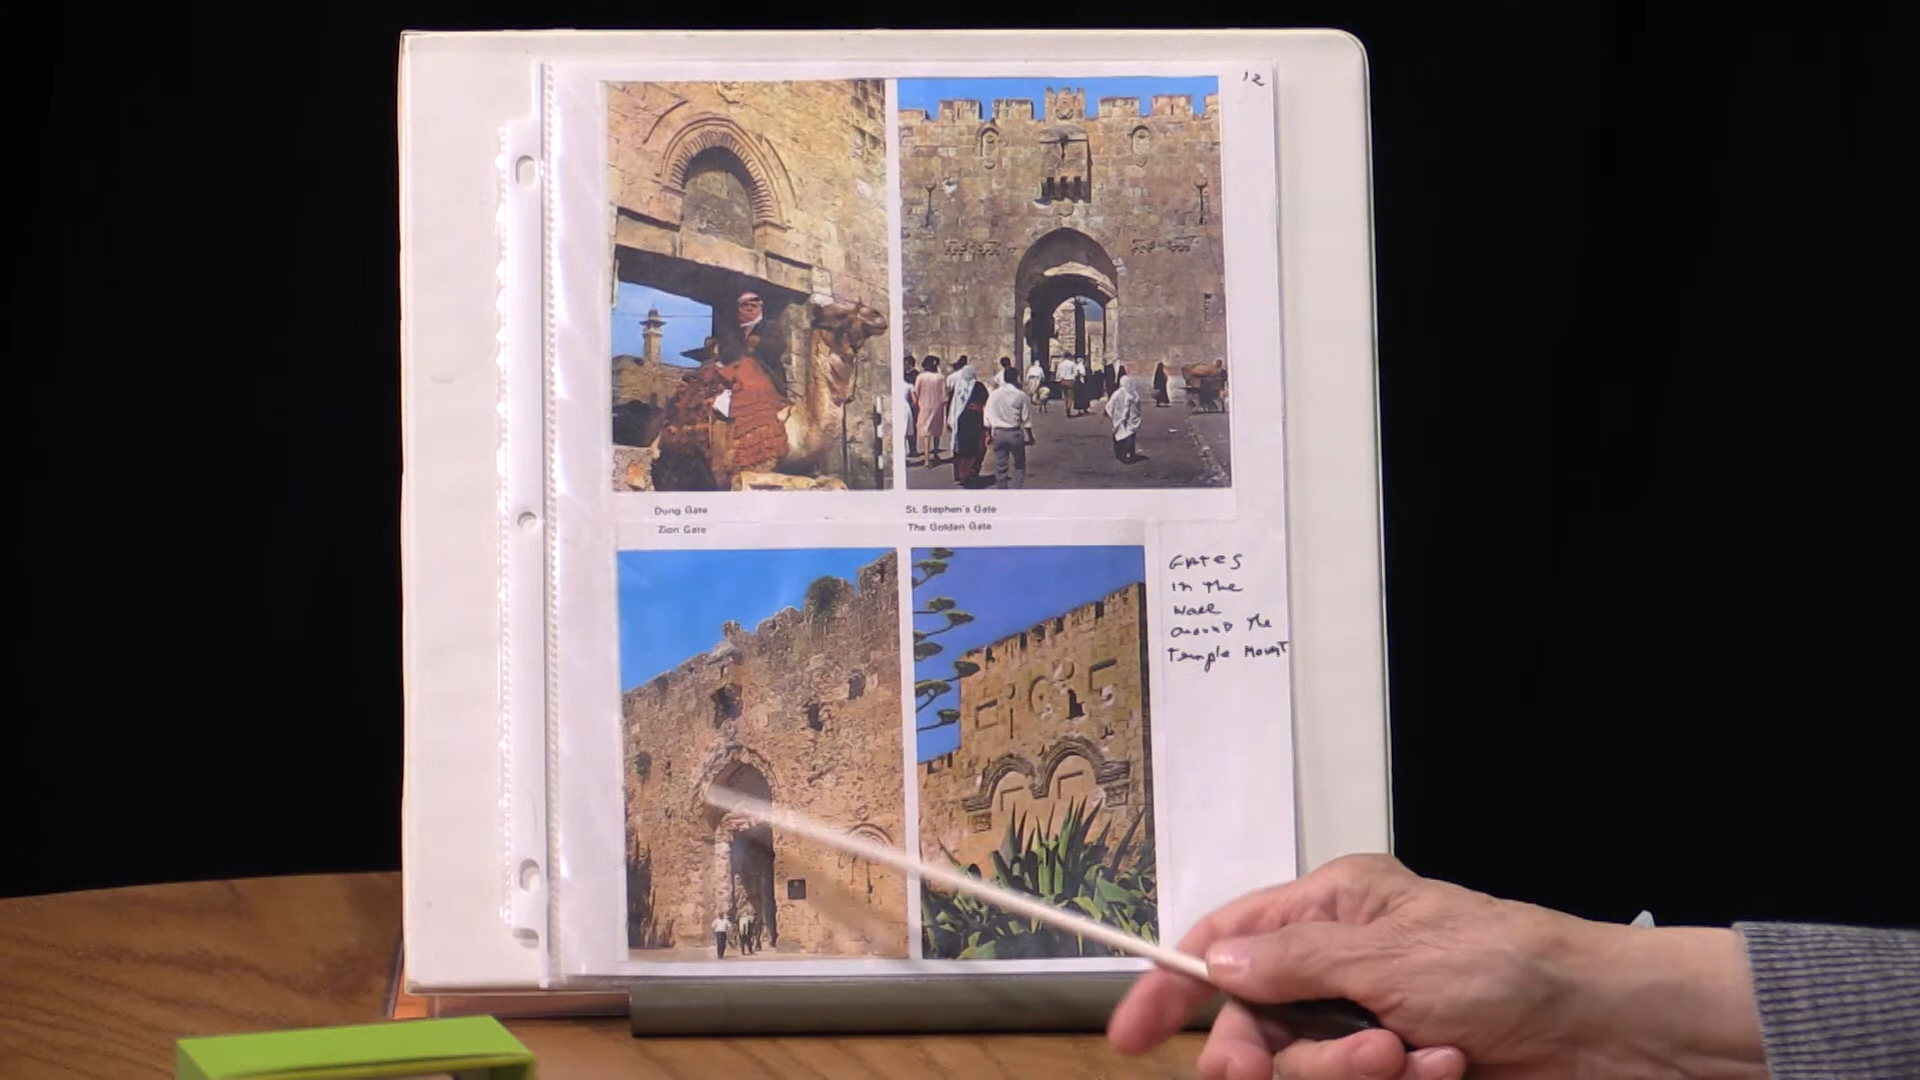 12
Dung Gate
St. Stephen's Gate
Zion Gate
The Golden Gate
GATES
in The
Wall
around The
Temple Mount